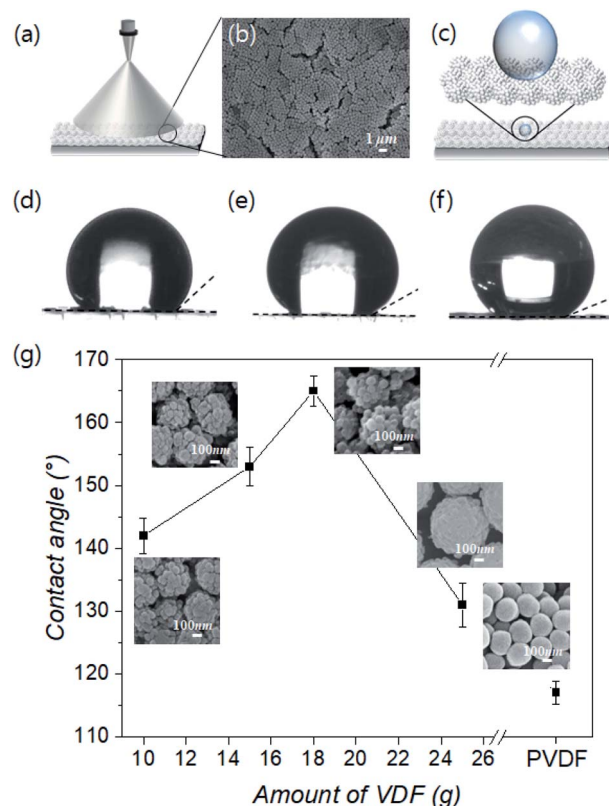 (a)
(b)
(c)
1 μm
(d)
(e)
(f)
(g)
170
160
150
140
130
120
110
Contact angle (°)
100nm
100nm
100nm
100nm
100nm
10 12 14 16 18 20 22 24 26 PVDF
Amount of VDF (g)